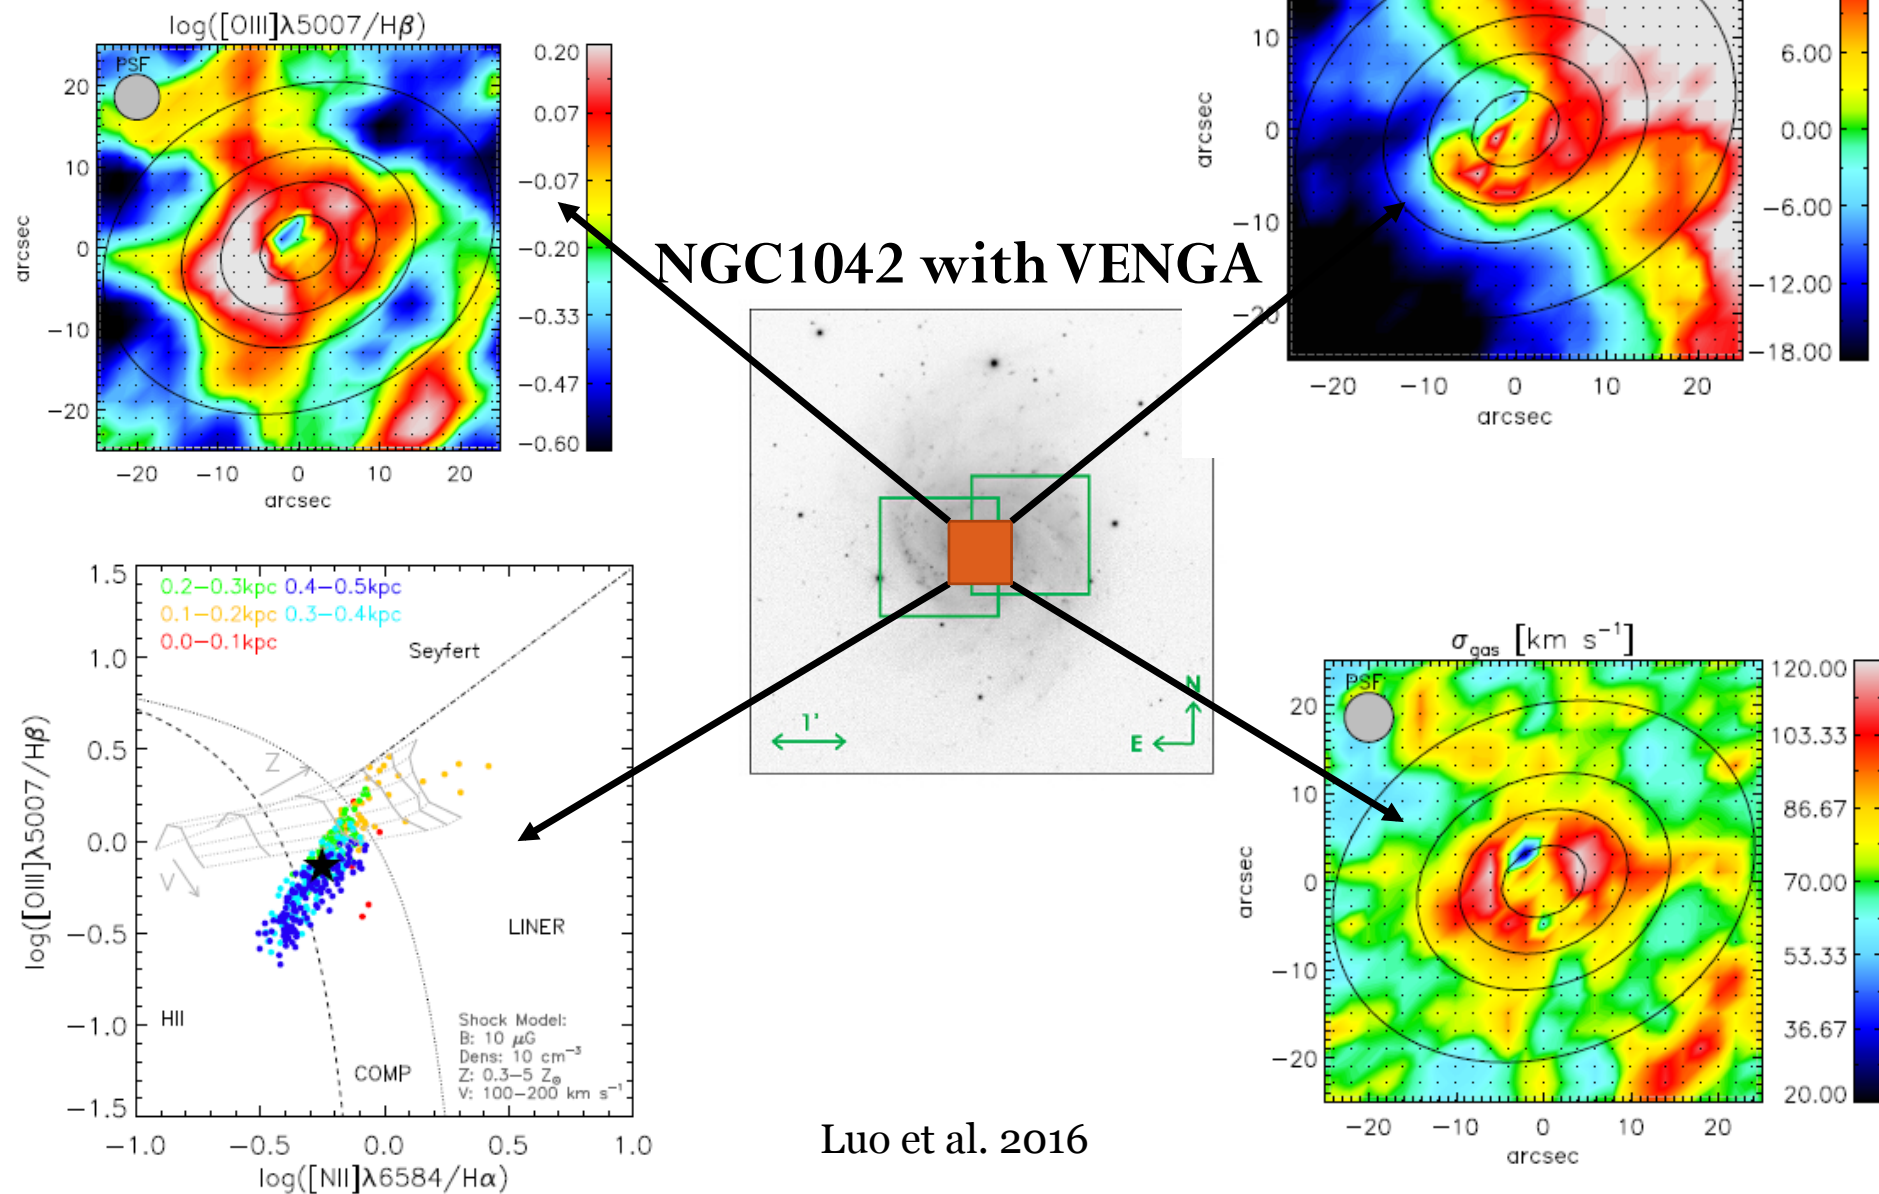 log([OIII]λ5007/Hβ)
PSF
20
10
0
−10
−20
arcsec
−20 −10 0 10 20
arcsec
0.20
0.07
−0.07
−0.20
−0.33
−0.47
−0.60
10
0
−10
−20
arcsec
−20 −10 0 10 20
arcsec
6.00
0.00
−6.00
−12.00
−18.00
NGC1042 with VENGA
1'
N
E
1.5
1.0
0.5
0.0
−0.5
−1.0
−1.5
log([OIII]λ5007/Hβ)
0.2−0.3kpc 0.4−0.5kpc
0.1−0.2kpc 0.3−0.4kpc
0.0−0.1kpc
Seyfert
Z
V
LINER
HII
COMP
Shock Model:
B: 10 μG
Dens: 10 cm⁻³
Z: 0.3−5 Z⊙
V: 100−200 km s⁻¹
−1.0 −0.5 0.0 0.5 1.0
log([NII]λ6584/Hα)
σgas [km s⁻¹]
PSF
20
10
0
−10
−20
arcsec
−20 −10 0 10 20
arcsec
120.00
103.33
86.67
70.00
53.33
36.67
20.00
Luo et al. 2016